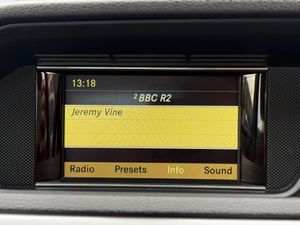 13:18
² BBC R2
Jeremy Vine
Radio Presets Info Sound